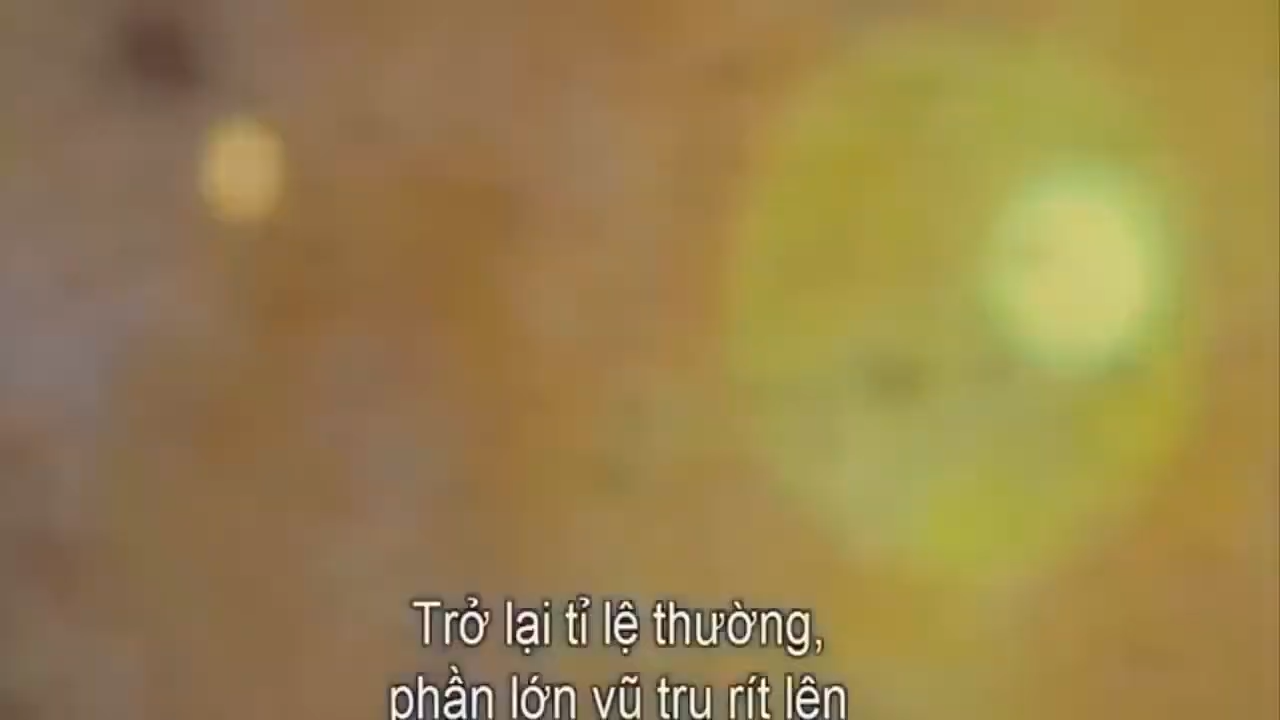 Trở lại tỉ lệ thường,
phần lớn vũ trụ rít lên